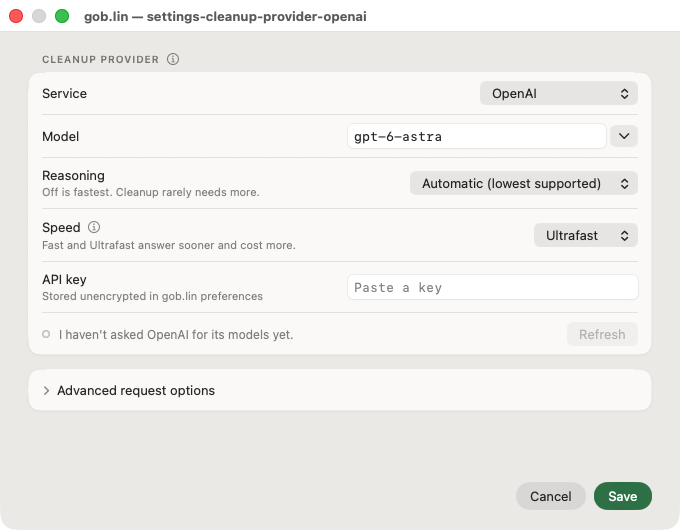 gob.lin — settings-cleanup-provider-openai
CLEANUP PROVIDER
Service
OpenAI
Model
gpt-6-astra
Reasoning
Off is fastest. Cleanup rarely needs more.
Automatic (lowest supported)
Speed
Fast and Ultrafast answer sooner and cost more.
Ultrafast
API key
Stored unencrypted in gob.lin preferences
Paste a key
I haven't asked OpenAI for its models yet.
Refresh
Advanced request options
Cancel
Save